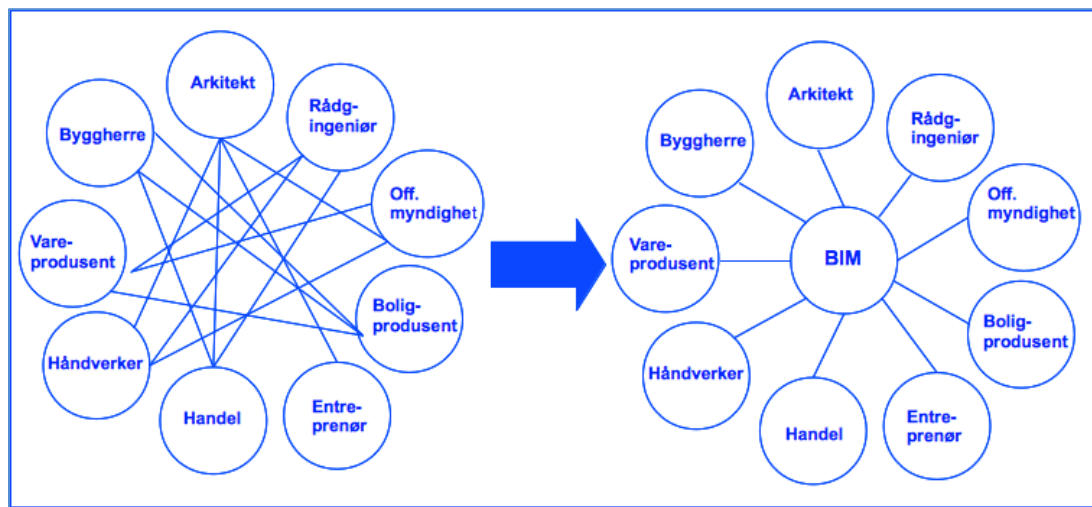 Arkitekt
Rådg-
ingeniør
Byggherre
Off.
myndighet
Vare-
produsent
Bolig-
produsent
Håndverker
Handel
Entre-
prenør
Arkitekt
Rådg-
ingeniør
Byggherre
Off.
myndighet
Vare-
produsent
BIM
Bolig-
produsent
Håndverker
Handel
Entre-
prenør